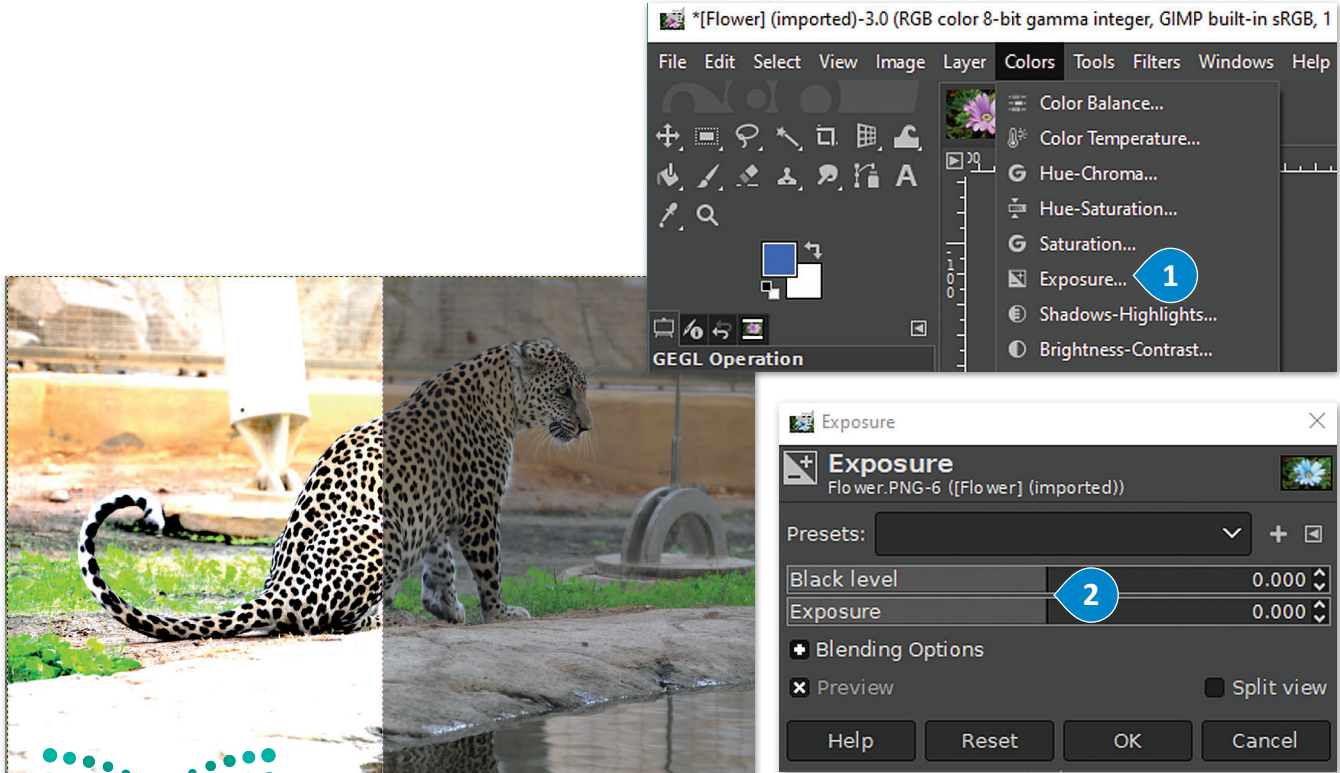 *[Flower] (imported)-3.0 (RGB color 8-bit gamma integer, GIMP built-in sRGB, 1
File Edit Select View Image Layer Colors Tools Filters Windows Help
Color Balance...
Color Temperature...
Hue-Chroma...
Hue-Saturation...
Saturation...
Exposure...
1
Shadows-Highlights...
Brightness-Contrast...
100
GEGL Operation
Exposure
Exposure
Flower.PNG-6 ([Flower] (imported))
Presets:
Black level 0.000
2
Exposure 0.000
Blending Options
Preview Split view
Help Reset OK Cancel